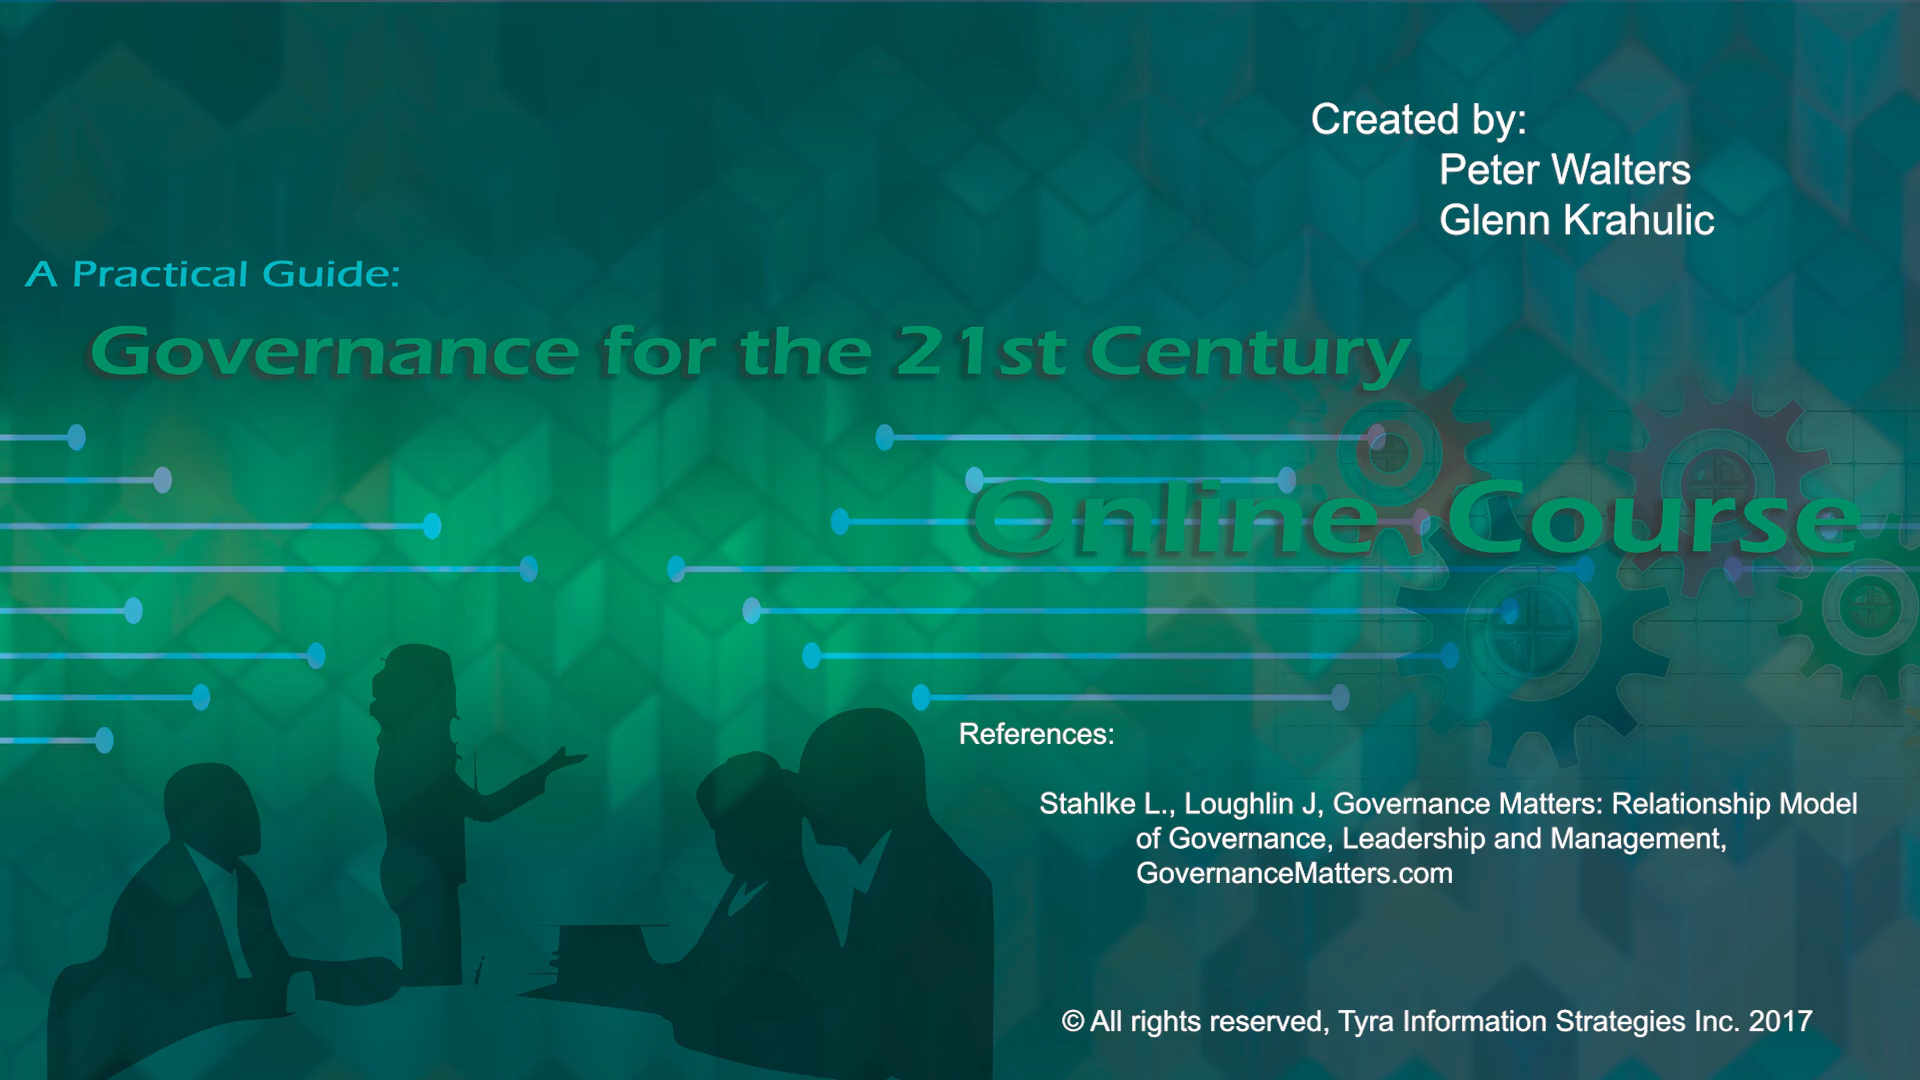 Created by:
Peter Walters
Glenn Krahulic
A Practical Guide:
Governance for the 21st Century
Online Course
References:
Stahlke L., Loughlin J, Governance Matters: Relationship Model
of Governance, Leadership and Management,
GovernanceMatters.com
© All rights reserved, Tyra Information Strategies Inc. 2017